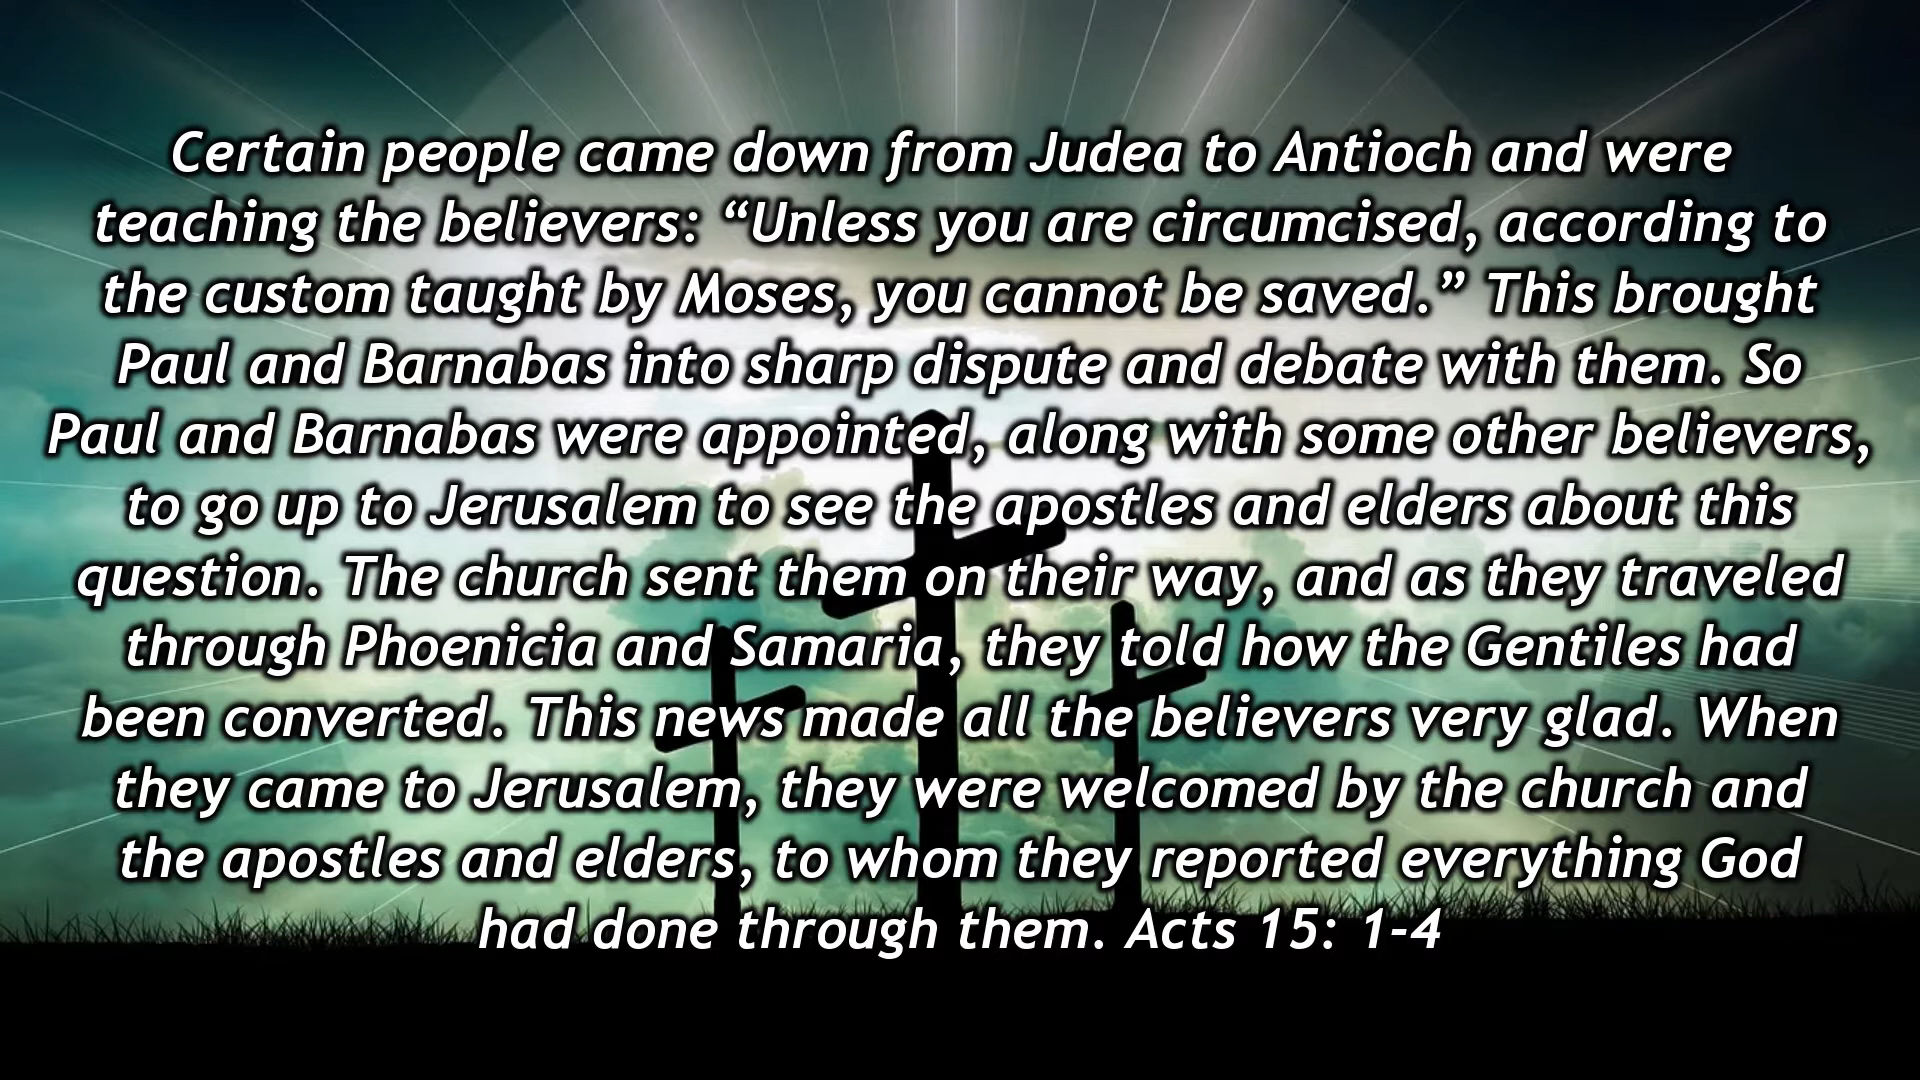 Certain people came down from Judea to Antioch and were
teaching the believers: “Unless you are circumcised, according to
the custom taught by Moses, you cannot be saved.” This brought
Paul and Barnabas into sharp dispute and debate with them. So
Paul and Barnabas were appointed, along with some other believers,
to go up to Jerusalem to see the apostles and elders about this
question. The church sent them on their way, and as they traveled
through Phoenicia and Samaria, they told how the Gentiles had
been converted. This news made all the believers very glad. When
they came to Jerusalem, they were welcomed by the church and
the apostles and elders, to whom they reported everything God
had done through them. Acts 15: 1-4